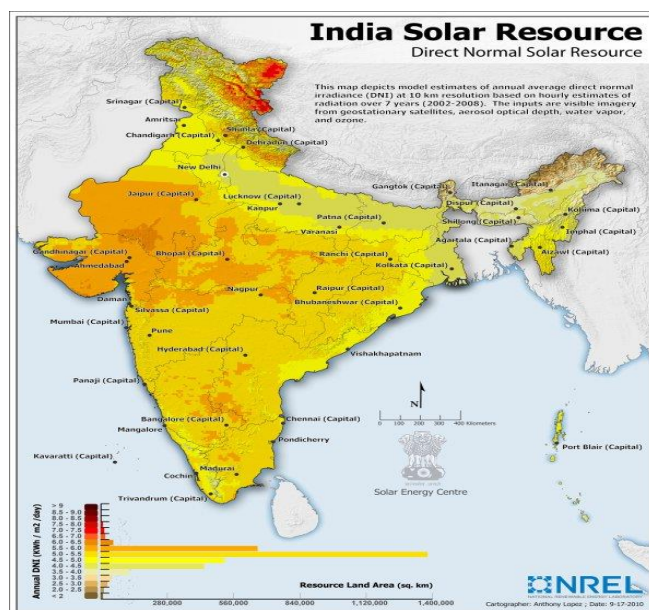 India Solar Resource
Direct Normal Solar Resource
This map depicts model estimates of annual average direct normal
irradiance (DNI) at 10 km resolution based on hourly estimates of
radiation over 7 years (2002-2008). The inputs are visible imagery
from geostationary satellites, aerosol optical depth, water vapor,
and ozone.
Srinagar (Capital)
Amritsar
Shimla (Capital)
Chandigarh (Capital)
Dehradun (Capital)
New Delhi
Jaipur (Capital)
Lucknow (Capital)
Kanpur
Gangtok (Capital)
Itanagar (Capital)
Dispur (Capital)
Kohima (Capital)
Patna (Capital)
Shillong (Capital)
Varanasi
Imphal (Capital)
Agartala (Capital)
Aizawl (Capital)
Gandhinagar (Capital)
Bhopal (Capital)
Ranchi (Capital)
Ahmedabad
Kolkata (Capital)
Nagpur
Raipur (Capital)
Daman
Bhubaneshwar (Capital)
Silvassa (Capital)
Mumbai (Capital)
Pune
Hyderabad (Capital)
Vishakhapatnam
Panaji (Capital)
N
0 50 100 200 300 400 Kilometers
Bangalore (Capital)
Chennai (Capital)
Mangalore
Pondicherry
Port Blair (Capital)
Kavaratti (Capital)
Madurai
Cochin
Solar Energy Centre
Trivandrum (Capital)
Annual DNI (KWh / m2 /day)
> 9
8.5 - 9.0
8.0 - 8.5
7.5 - 8.0
7.0 - 7.5
6.5 - 7.0
6.0 - 6.5
5.5 - 6.0
5.0 - 5.5
4.5 - 5.0
4.0 - 4.5
3.5 - 4.0
3.0 - 3.5
2.5 - 3.0
2.0 - 2.5
< 2
Resource Land Area (sq. km)
280,000 560,000 840,000 1,120,000 1,400,000
NREL
NATIONAL RENEWABLE ENERGY LABORATORY
Cartographer: Anthony Lopez ; Date: 9-17-2010